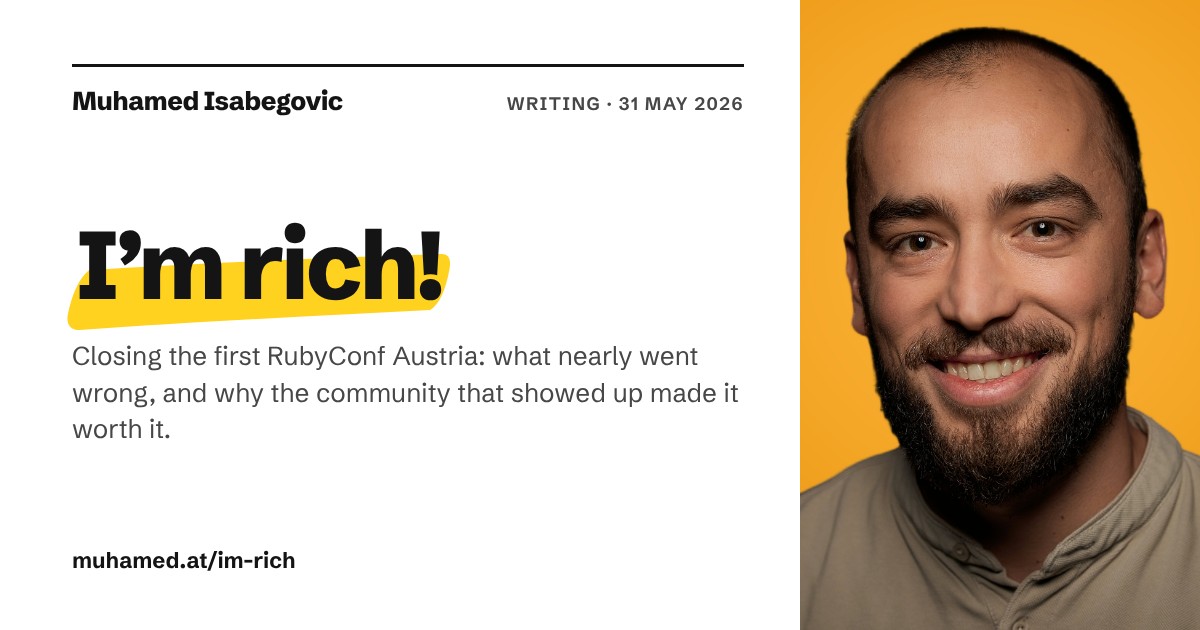 Muhamed Isabegovic
WRITING · 31 MAY 2026
I’m rich!
Closing the first RubyConf Austria: what nearly went
wrong, and why the community that showed up made it
worth it.
muhamed.at/im-rich